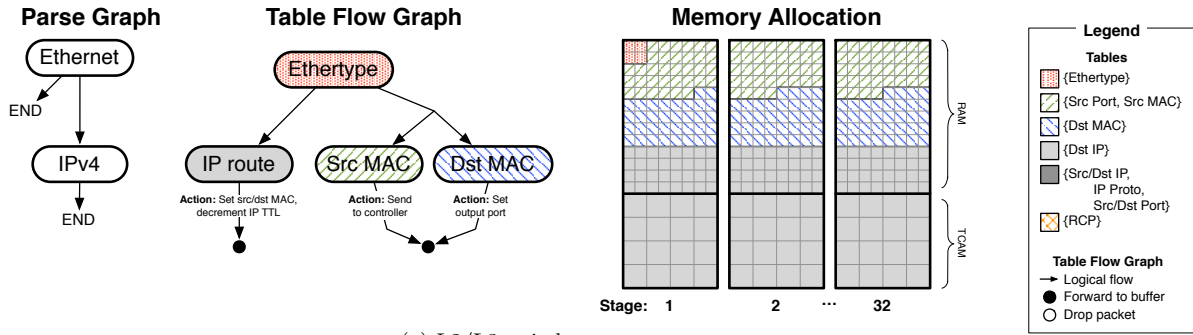 Parse Graph
Ethernet
END
IPv4
END
Table Flow Graph
Ethertype
IP route
Src MAC
Dst MAC
Action: Set src/dst MAC,
decrement IP TTL
Action: Send
to controller
Action: Set
output port
Memory Allocation
RAM
TCAM
Stage: 1 2 ... 32
Legend
Tables
{Ethertype}
{Src Port, Src MAC}
{Dst MAC}
{Dst IP}
{Src/Dst IP,
IP Proto,
Src/Dst Port}
{RCP}
Table Flow Graph
Logical flow
Forward to buffer
Drop packet